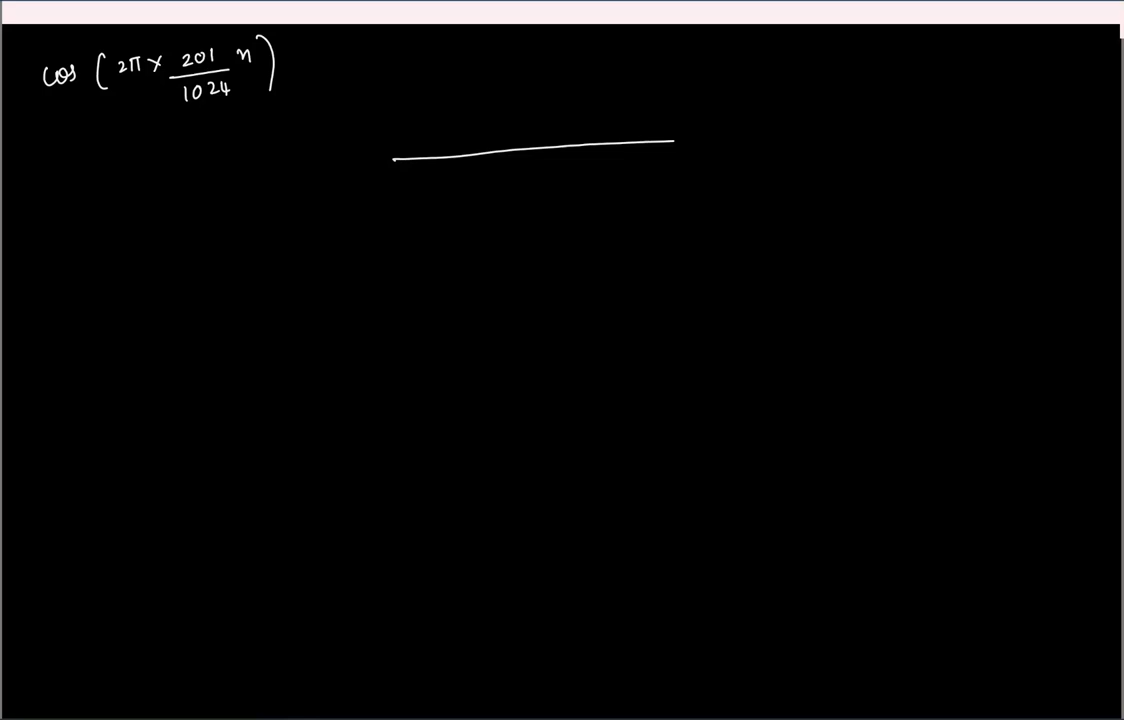 cos (2π × 201/1024 n)